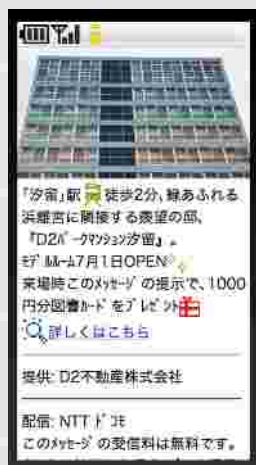 「汐留」駅 徒歩2分、緑あふれる
浜離宮に隣接する羨望の邸、
『D2ﾊﾟｰｸﾏﾝｼｮﾝ汐留』。
ﾓﾃﾞﾙﾙｰﾑ7月1日OPEN
来場時このﾒｯｾｰｼﾞの提示で、1000
円分図書ｶｰﾄﾞをﾌﾟﾚｾﾞﾝﾄ
詳しくはこちら
提供: D2不動産株式会社
配信: NTTﾄﾞｺﾓ
このﾒｯｾｰｼﾞの受信料は無料です。